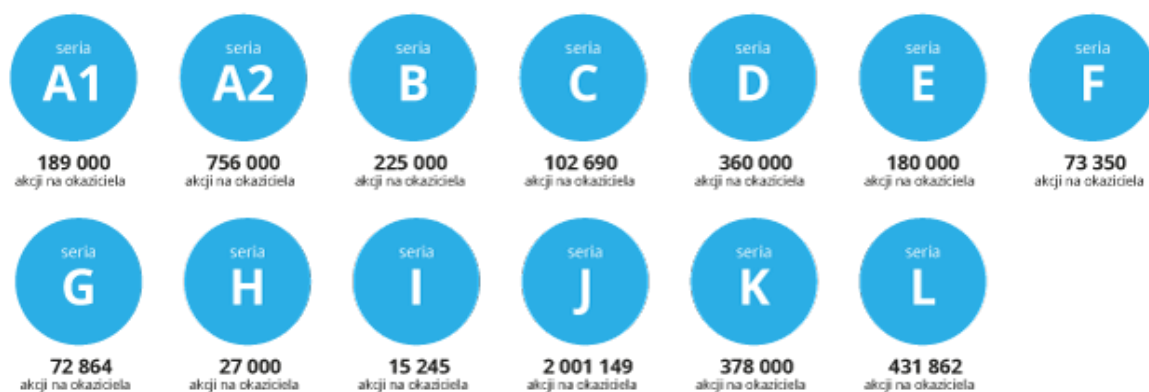 seria seria seria seria seria seria seria
A1 A2 B C D E F
189 000 756 000 225 000 102 690 360 000 180 000 73 350
akcji na okaziciela akcji na okaziciela akcji na okaziciela akcji na okaziciela akcji na okaziciela akcji na okaziciela akcji na okaziciela
seria seria seria seria seria seria
G H I J K L
72 864 27 000 15 245 2 001 149 378 000 431 862
akcji na okaziciela akcji na okaziciela akcji na okaziciela akcji na okaziciela akcji na okaziciela akcji na okaziciela